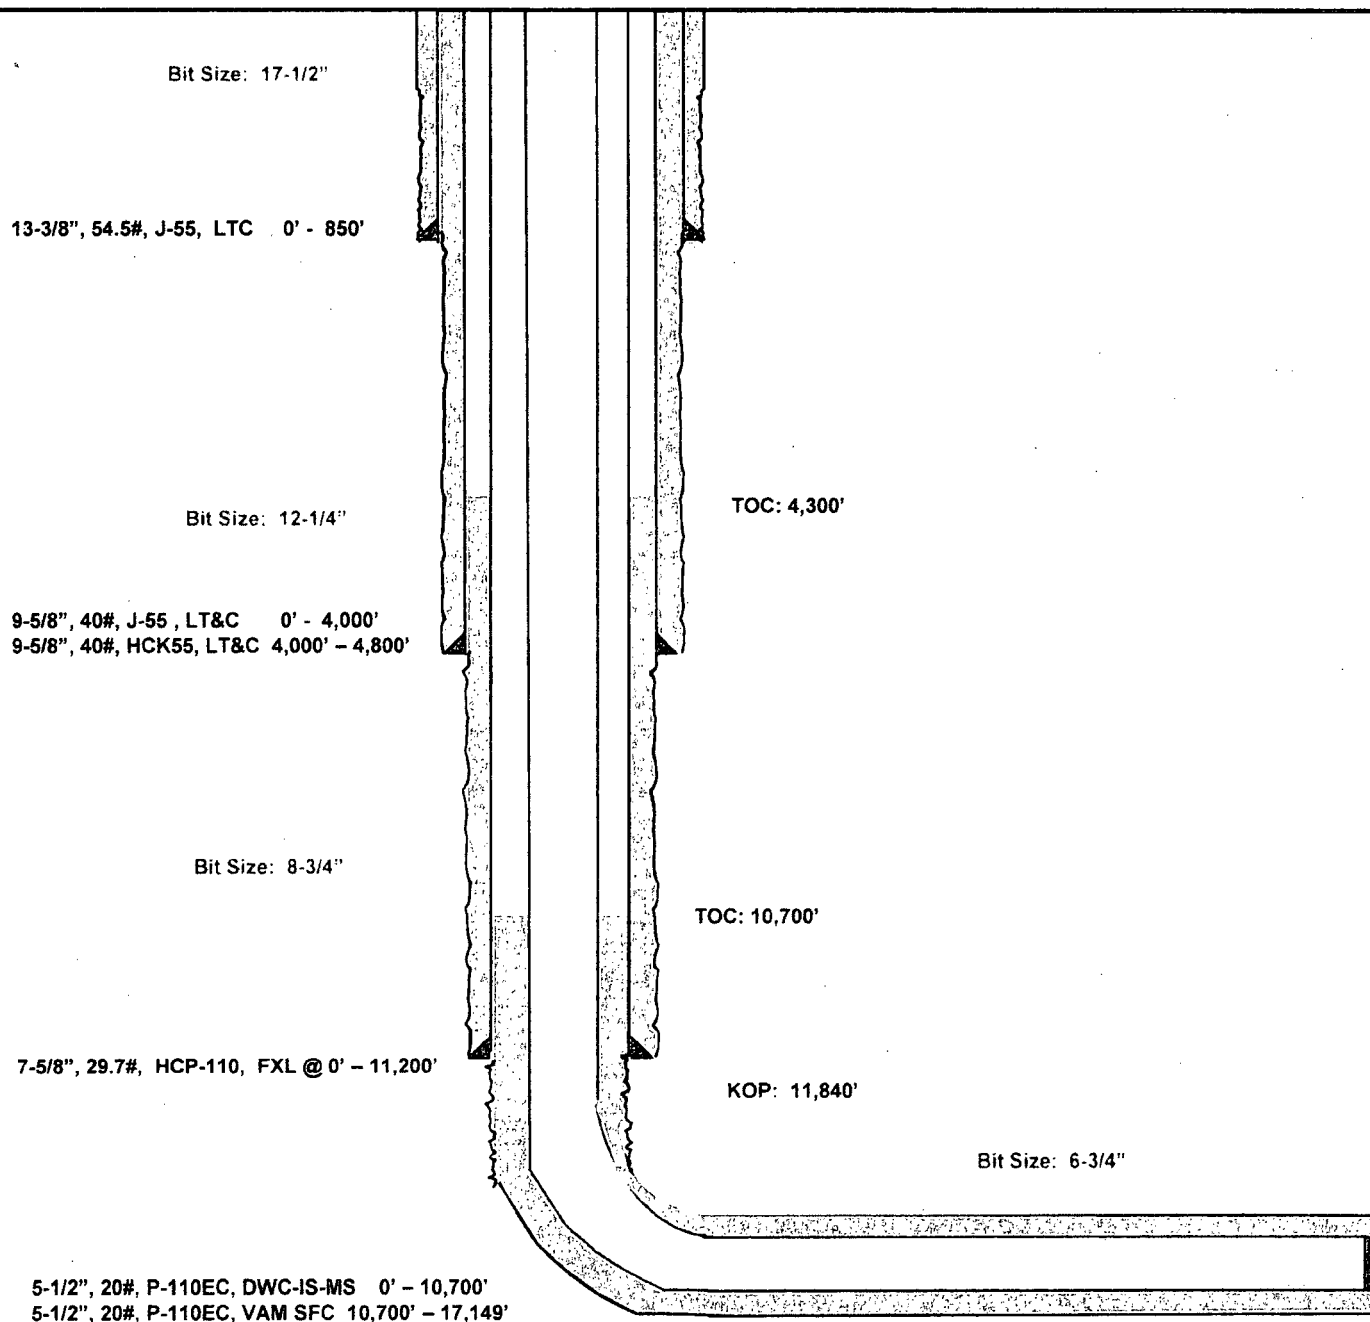 Bit Size: 17-1/2"
13-3/8", 54.5#, J-55, LTC 0' - 850'
TOC: 4,300'
Bit Size: 12-1/4"
9-5/8", 40#, J-55 , LT&C 0' - 4,000'
9-5/8", 40#, HCK55, LT&C 4,000' – 4,800'
Bit Size: 8-3/4"
TOC: 10,700'
7-5/8", 29.7#, HCP-110, FXL @ 0' – 11,200'
KOP: 11,840'
Bit Size: 6-3/4"
5-1/2", 20#, P-110EC, DWC-IS-MS 0' – 10,700'
5-1/2", 20#, P-110EC, VAM SFC 10,700' – 17,149'